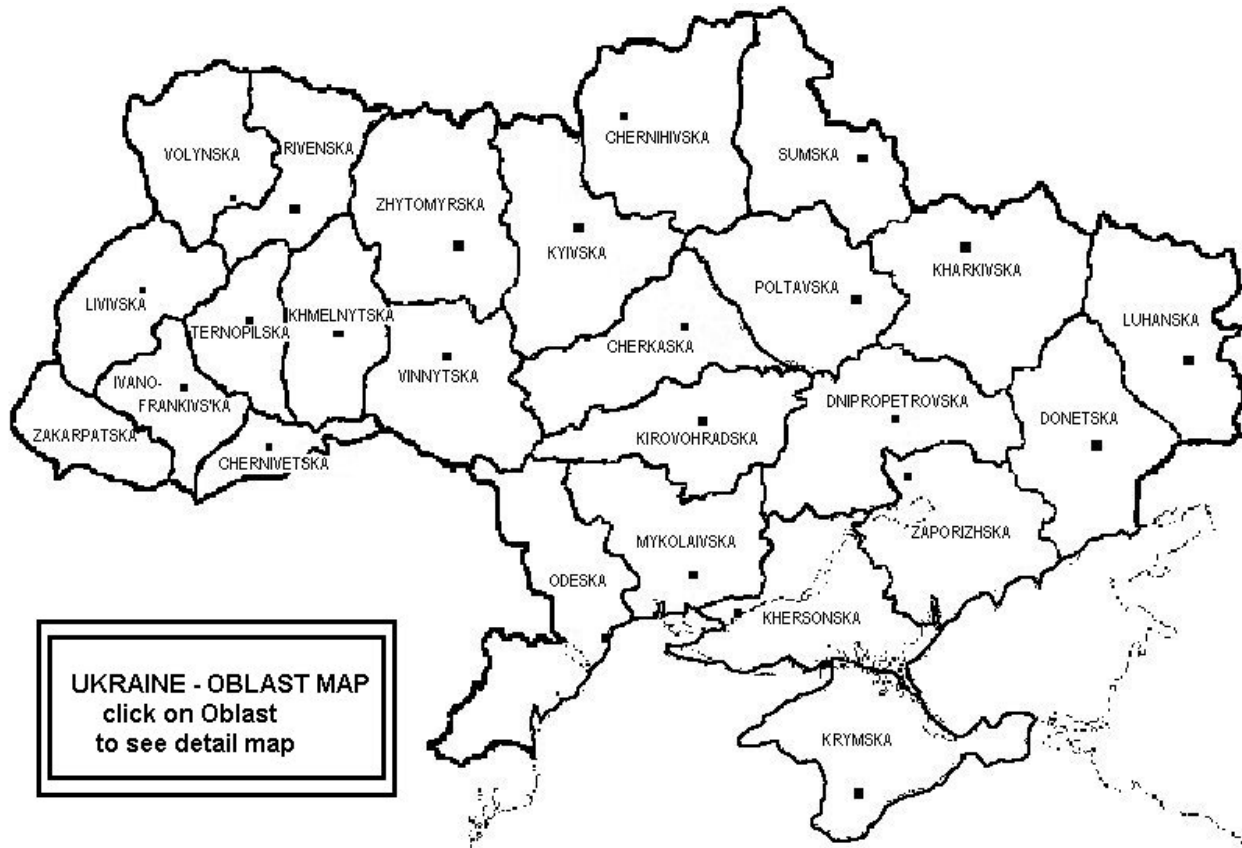 CHERNIHIVSKA
SUMSKA
VOLYNSKA
RIVENSKA
ZHYTOMYRSKA
KYIVSKA
KHARKIVSKA
POLTAVSKA
LIVIVSKA
TERNOPILSKA
KHMELNYTSKA
LUHANSKA
CHERKASKA
VINNYTSKA
IVANO-
FRANKIVS'KA
DNIPROPETROVSKA
DONETSKA
ZAKARPATSKA
KIROVOHRADSKA
CHERNIVETSKA
ZAPORIZHSKA
MYKOLAIVSKA
ODESKA
KHERSONSKA
KRYMSKA
UKRAINE - OBLAST MAP
click on Oblast
to see detail map